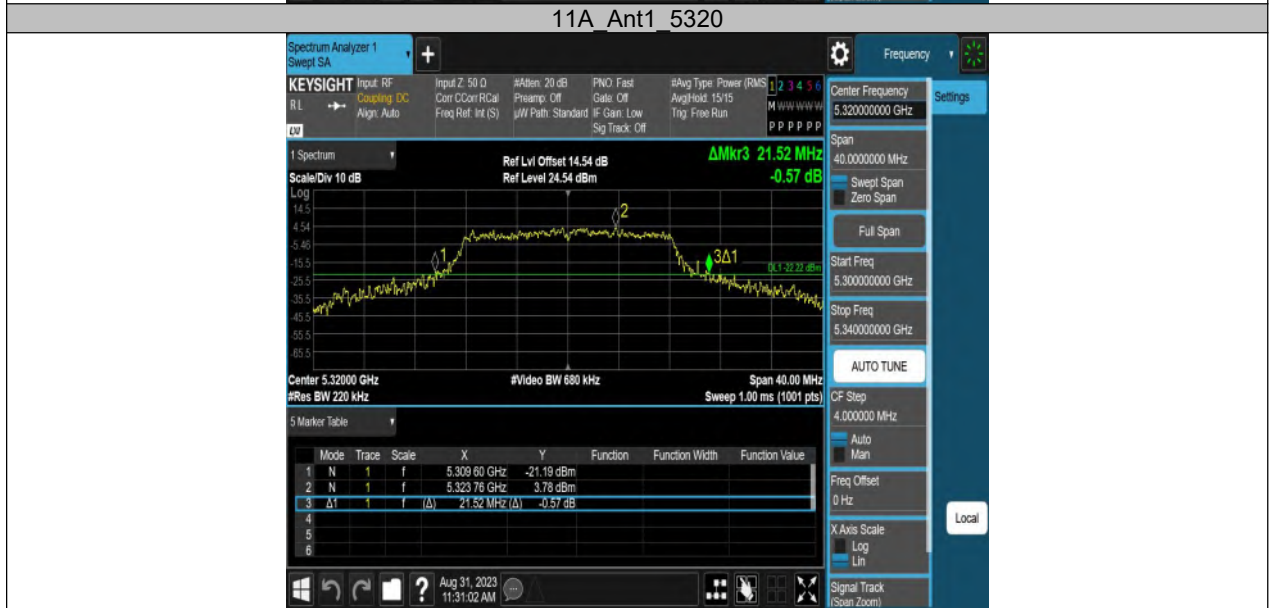 11A_Ant1_5320
Spectrum Analyzer 1
Swept SA
+
Frequency
KEYSIGHT
Input: RF
Input Z: 50 Ω
#Atten: 20 dB
PNO: Fast
#Avg Type: Power (RMS
1 2 3 4 5 6
RL
Coupling: DC
Corr CCorr RCal
Preamp: Off
Gate: Off
Avg|Hold: 15/15
M W W W W W
Align: Auto
Freq Ref: Int (S)
µW Path: Standard
IF Gain: Low
Trig: Free Run
Sig Track: Off
P P P P P P
Center Frequency
5.320000000 GHz
Settings
1 Spectrum
Ref Lvl Offset 14.54 dB
ΔMkr3 21.52 MHz
Scale/Div 10 dB
Ref Level 24.54 dBm
-0.57 dB
Log
14.5
4.54
-5.46
-15.5
-25.5
-35.5
-45.5
-55.5
-65.5
1
2
3Δ1
DL1 -22.22 dBm
Center 5.32000 GHz
#Video BW 680 kHz
Span 40.00 MHz
#Res BW 220 kHz
Sweep 1.00 ms (1001 pts)
Span
40.0000000 MHz
Swept Span
Zero Span
Full Span
Start Freq
5.300000000 GHz
Stop Freq
5.340000000 GHz
AUTO TUNE
CF Step
4.000000 MHz
Auto
Man
Freq Offset
0 Hz
X Axis Scale
Log
Lin
Signal Track
(Span Zoom)
Local
5 Marker Table
Mode Trace Scale X Y Function Function Width Function Value
1 N 1 f 5.309 60 GHz -21.19 dBm
2 N 1 f 5.323 76 GHz 3.78 dBm
3 Δ1 1 f (Δ) 21.52 MHz (Δ) -0.57 dB
4
5
6
?
Aug 31, 2023
11:31:02 AM